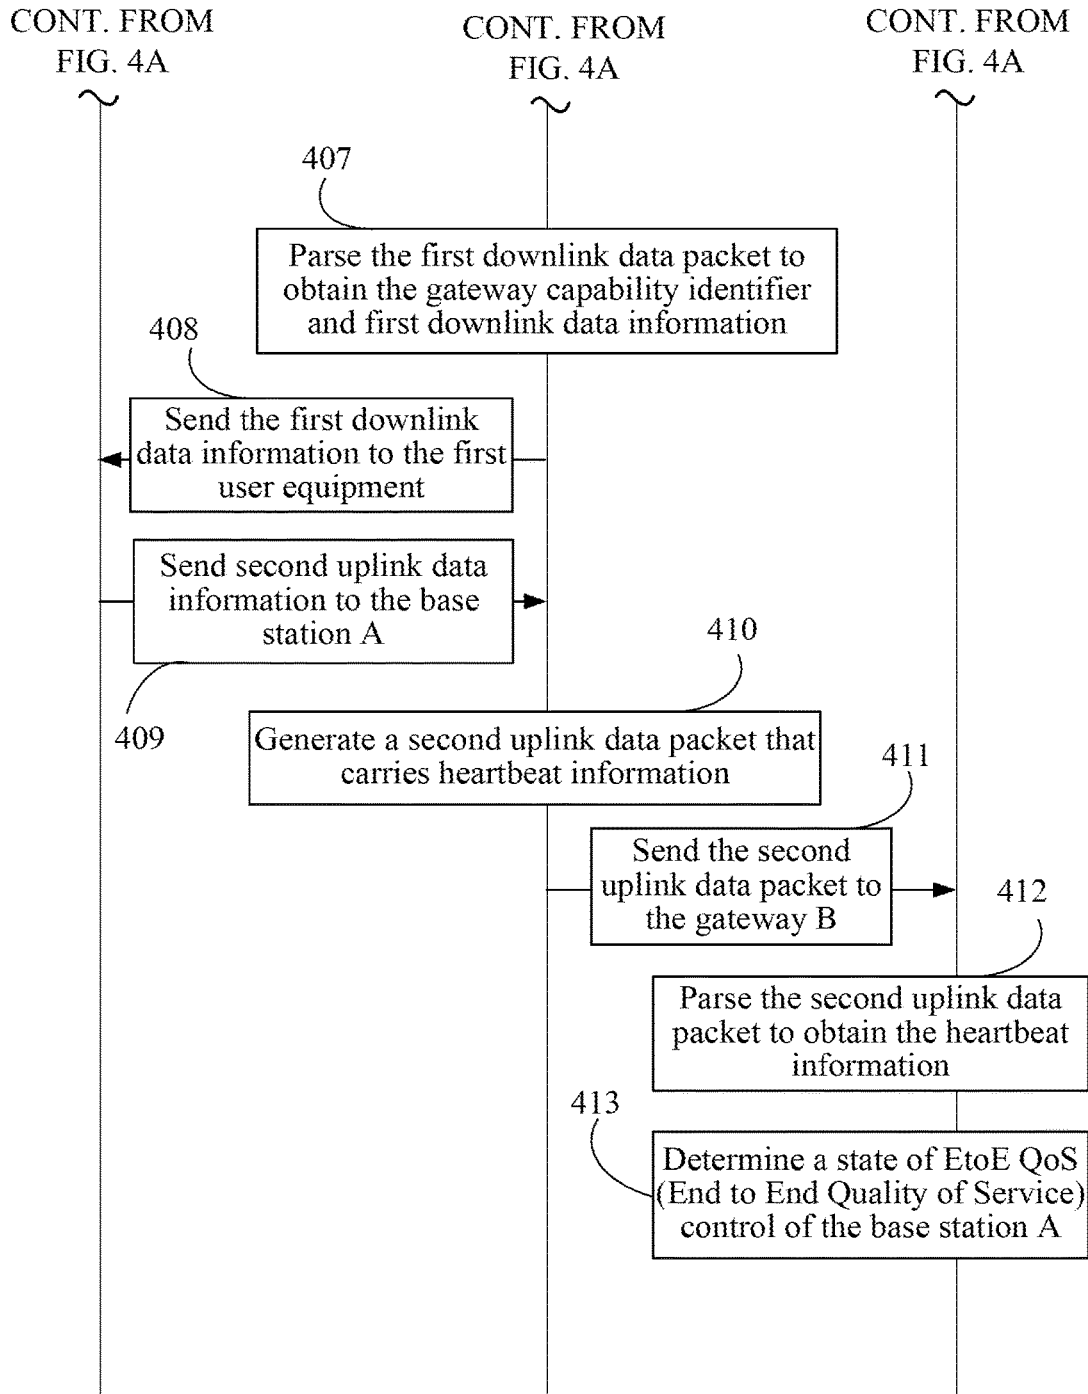 CONT. FROM
FIG. 4A
CONT. FROM
FIG. 4A
CONT. FROM
FIG. 4A
407
Parse the first downlink data packet to
obtain the gateway capability identifier
and first downlink data information
408
Send the first downlink
data information to the first
user equipment
Send second uplink data
information to the base
station A
409
410
Generate a second uplink data packet that
carries heartbeat information
411
Send the second
uplink data packet to
the gateway B
412
Parse the second uplink data
packet to obtain the heartbeat
information
413
Determine a state of EtoE QoS
(End to End Quality of Service)
control of the base station A